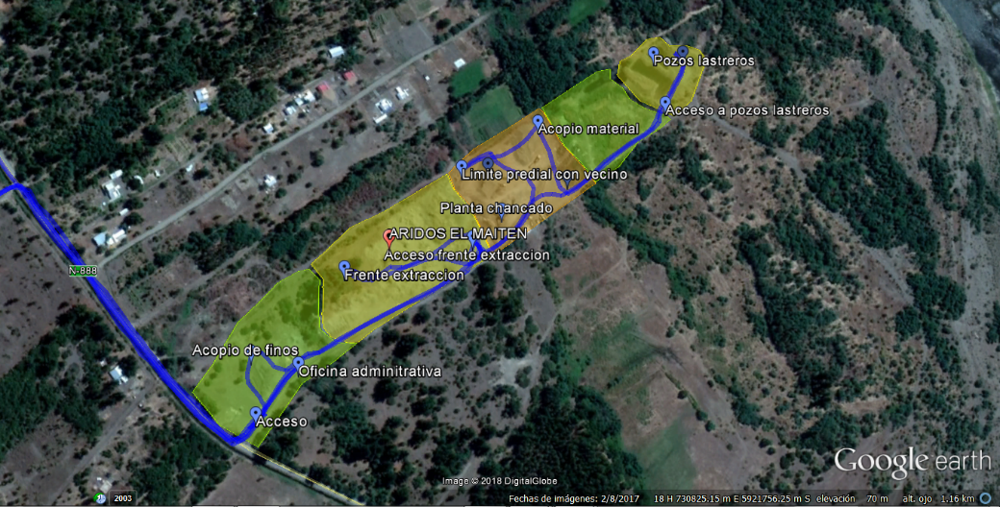 Pozos lastreros
Acceso a pozos lastreros
Acopio material
Limite predial con vecino
Planta chancado
ARIDOS EL MAITEN
Acceso frente extraccion
Frente extraccion
N-888
Acopio de finos
Oficina adminitrativa
Acceso
Google earth
Image © 2018 DigitalGlobe
2003
Fechas de imágenes: 2/8/2017 18 H 730825.15 m E 5921756.25 m S elevación 70 m alt. ojo 1.16 km